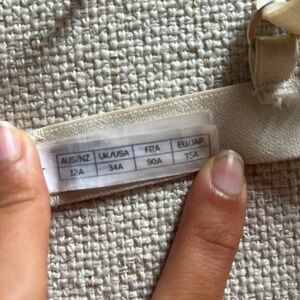 AUS/NZ UK/USA FRA EU/JAP
12A 34A 90A 75A